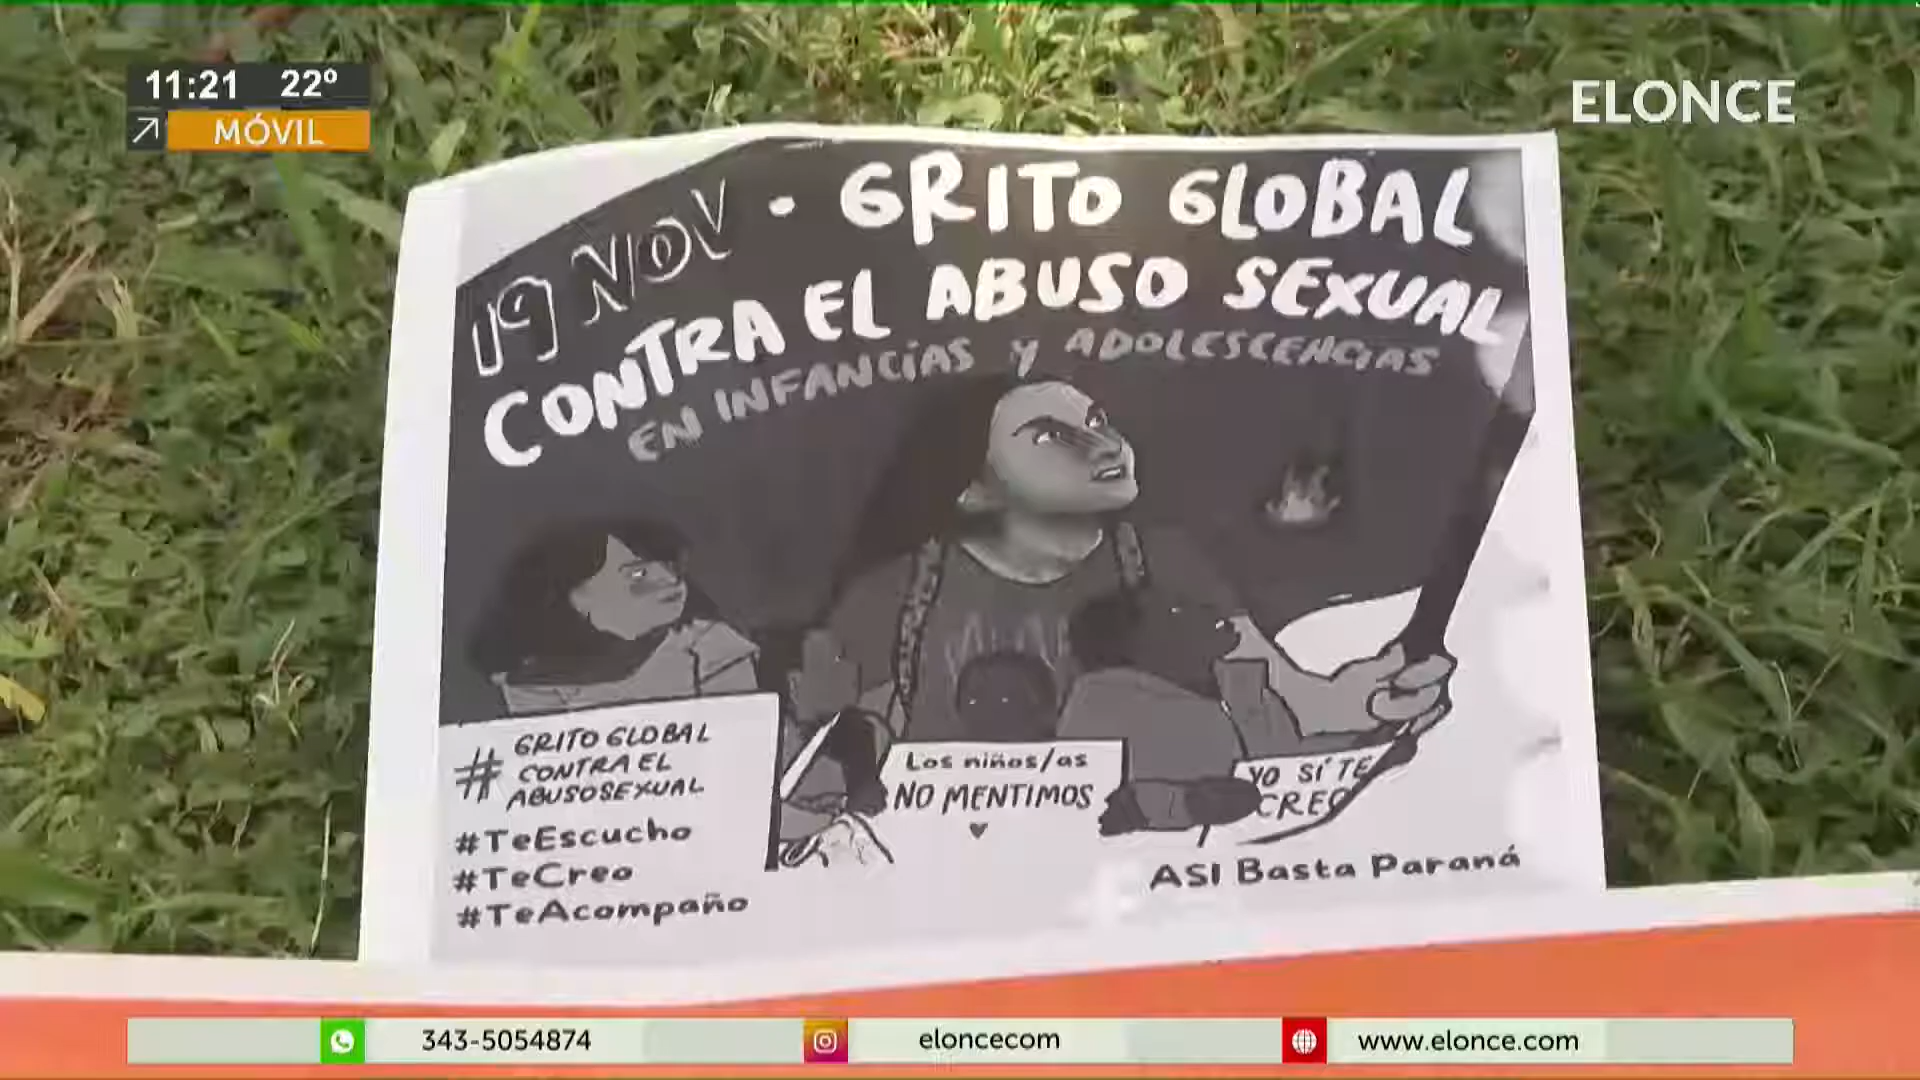 11:21 22º
MÓVIL
ELONCE
19 NOV - GRITO GLOBAL
CONTRA EL ABUSO SEXUAL
EN INFANCÍAS y ADOLESCENCIAS
# GRITO GLOBAL
CONTRA EL
ABUSOSEXUAL
#TeEscucho
#TeCreo
#TeAcompaño
Los niños/as
NO MENTIMOS
YO SÍ TE
CREO
ASI Basta Paraná
343-5054874
eloncecom
www.elonce.com